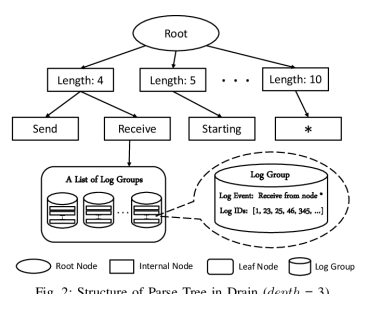 Root
Length: 4
Length: 5
. . .
Length: 10
Send
Receive
Starting
*
A List of Log Groups
...
Log Group
Log Event: Receive from node *
Log IDs: [1, 23, 25, 46, 345, ...]
Root Node
Internal Node
Leaf Node
Log Group
Fig. 2: Structure of Parse Tree in Drain (depth = 3)